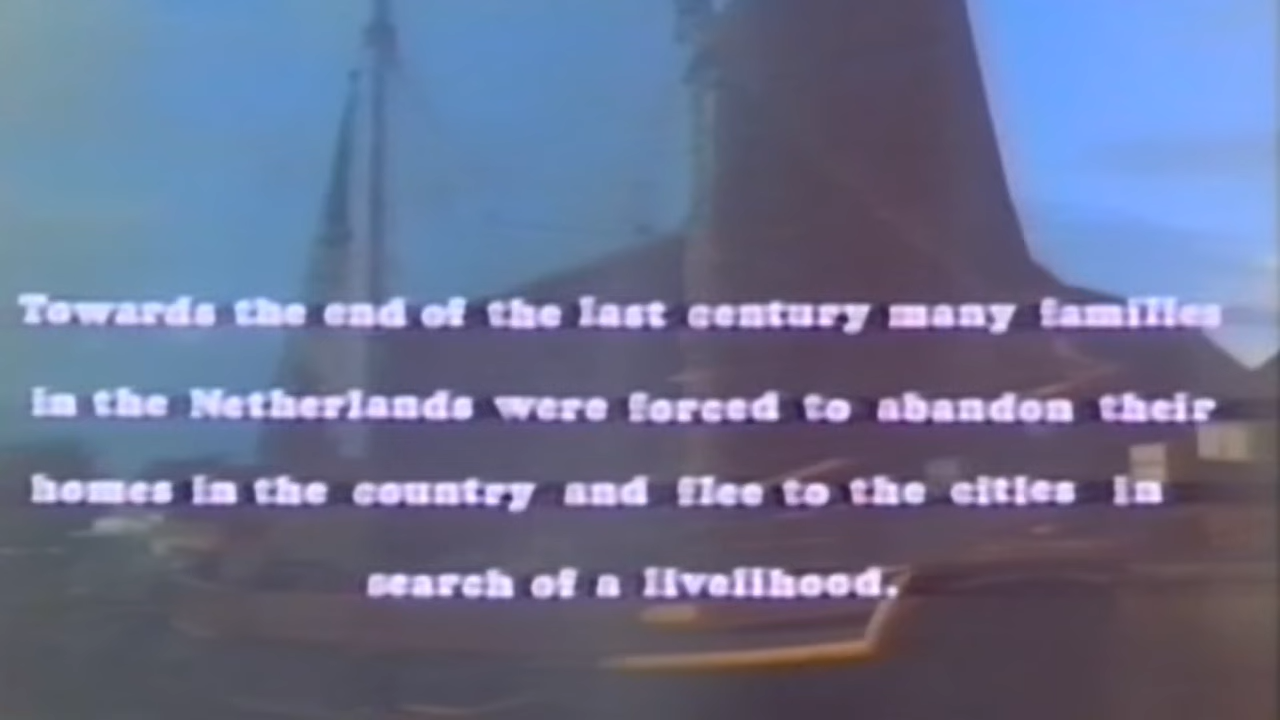 Towards the end of the last century many families
in the Netherlands were forced to abandon their
homes in the country and flee to the cities in
search of a livelihood.